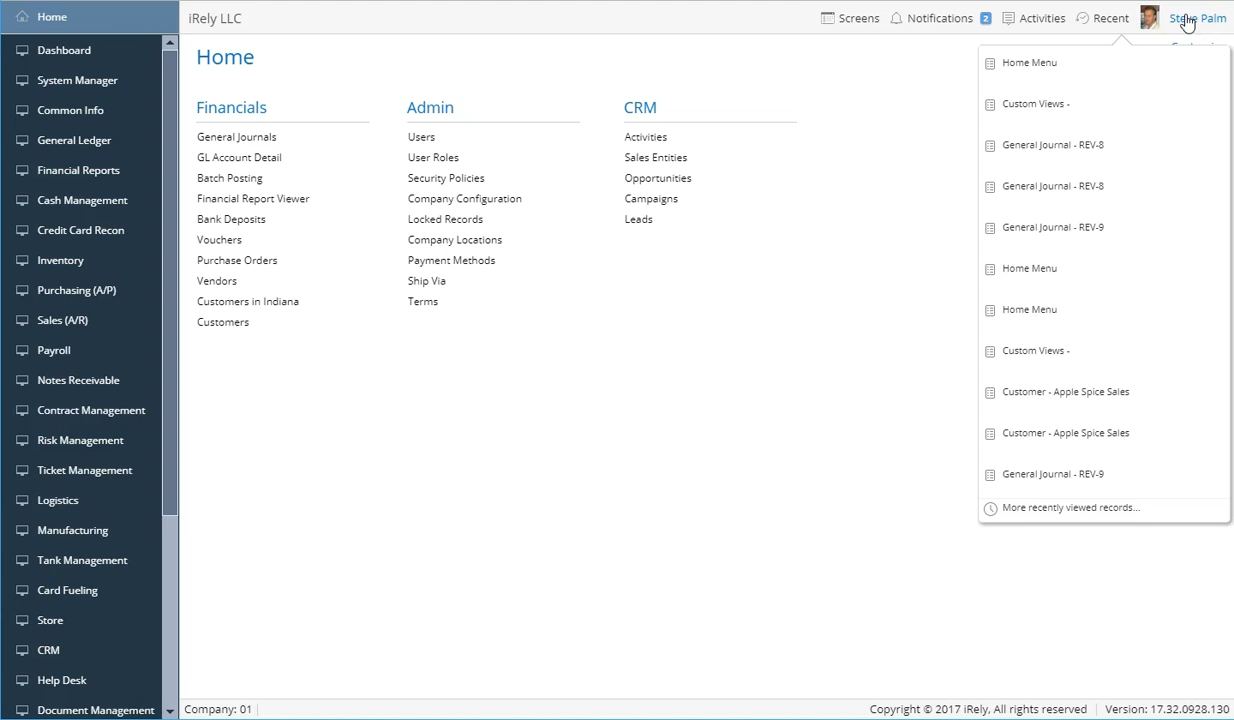 Home
iRely LLC
Screens
Notifications 2
Activities
Recent
Steve Palm
Dashboard
System Manager
Common Info
General Ledger
Financial Reports
Cash Management
Credit Card Recon
Inventory
Purchasing (A/P)
Sales (A/R)
Payroll
Notes Receivable
Contract Management
Risk Management
Ticket Management
Logistics
Manufacturing
Tank Management
Card Fueling
Store
CRM
Help Desk
Document Management
Home
Financials
General Journals
GL Account Detail
Batch Posting
Financial Report Viewer
Bank Deposits
Vouchers
Purchase Orders
Vendors
Customers in Indiana
Customers
Admin
Users
User Roles
Security Policies
Company Configuration
Locked Records
Company Locations
Payment Methods
Ship Via
Terms
CRM
Activities
Sales Entities
Opportunities
Campaigns
Leads
Home Menu
Custom Views -
General Journal - REV-8
General Journal - REV-8
General Journal - REV-9
Home Menu
Home Menu
Custom Views -
Customer - Apple Spice Sales
Customer - Apple Spice Sales
General Journal - REV-9
More recently viewed records...
Company: 01
Copyright © 2017 iRely, All rights reserved
Version: 17.32.0928.130